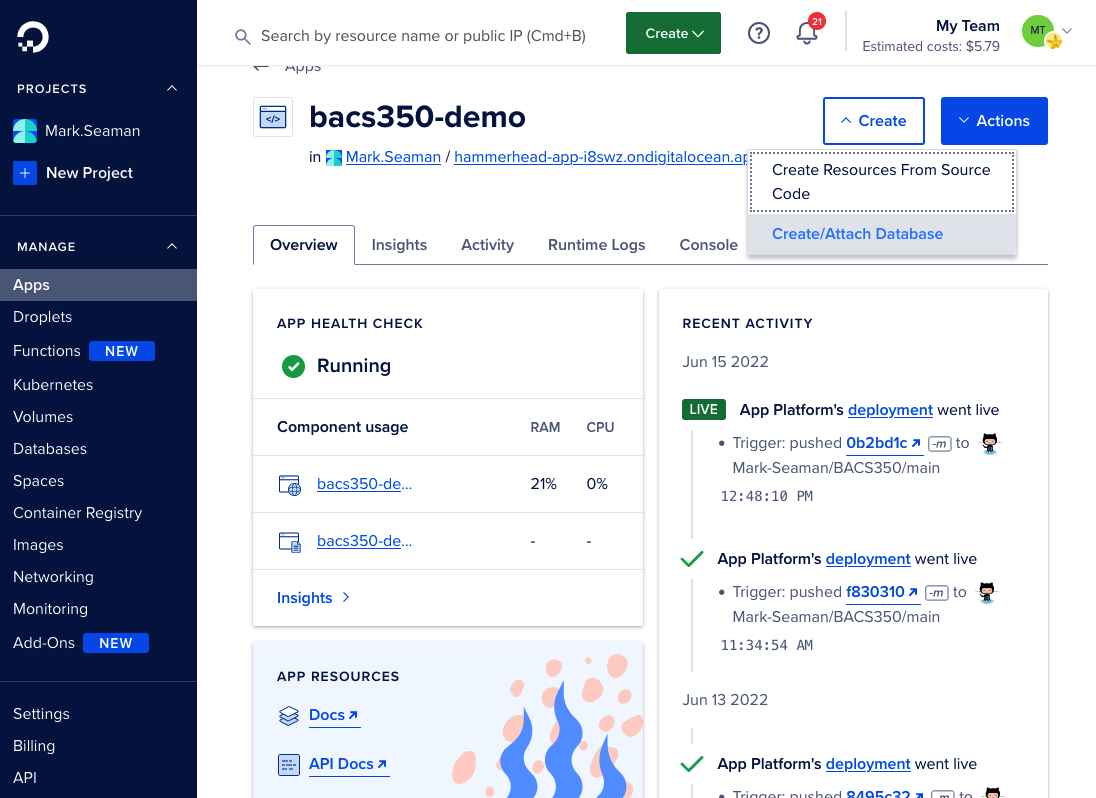 Search by resource name or public IP (Cmd+B)
Create
21
My Team
Estimated costs: $5.79
MT
PROJECTS
Mark.Seaman
New Project
MANAGE
Apps
Droplets
Functions NEW
Kubernetes
Volumes
Databases
Spaces
Container Registry
Images
Networking
Monitoring
Add-Ons NEW
Settings
Billing
API
Apps
bacs350-demo
in Mark.Seaman / hammerhead-app-i8swz.ondigitalocean.ap
Create
Actions
Create Resources From Source
Code
Create/Attach Database
Overview Insights Activity Runtime Logs Console
APP HEALTH CHECK
Running
Component usage RAM CPU
bacs350-de... 21% 0%
bacs350-de... - -
Insights
APP RESOURCES
Docs
API Docs
RECENT ACTIVITY
Jun 15 2022
LIVE App Platform's deployment went live
• Trigger: pushed 0b2bd1c -m to
Mark-Seaman/BACS350/main
12:48:10 PM
App Platform's deployment went live
• Trigger: pushed f830310 -m to
Mark-Seaman/BACS350/main
11:34:54 AM
Jun 13 2022
App Platform's deployment went live
• Trigger: pushed 8495c32 -m to